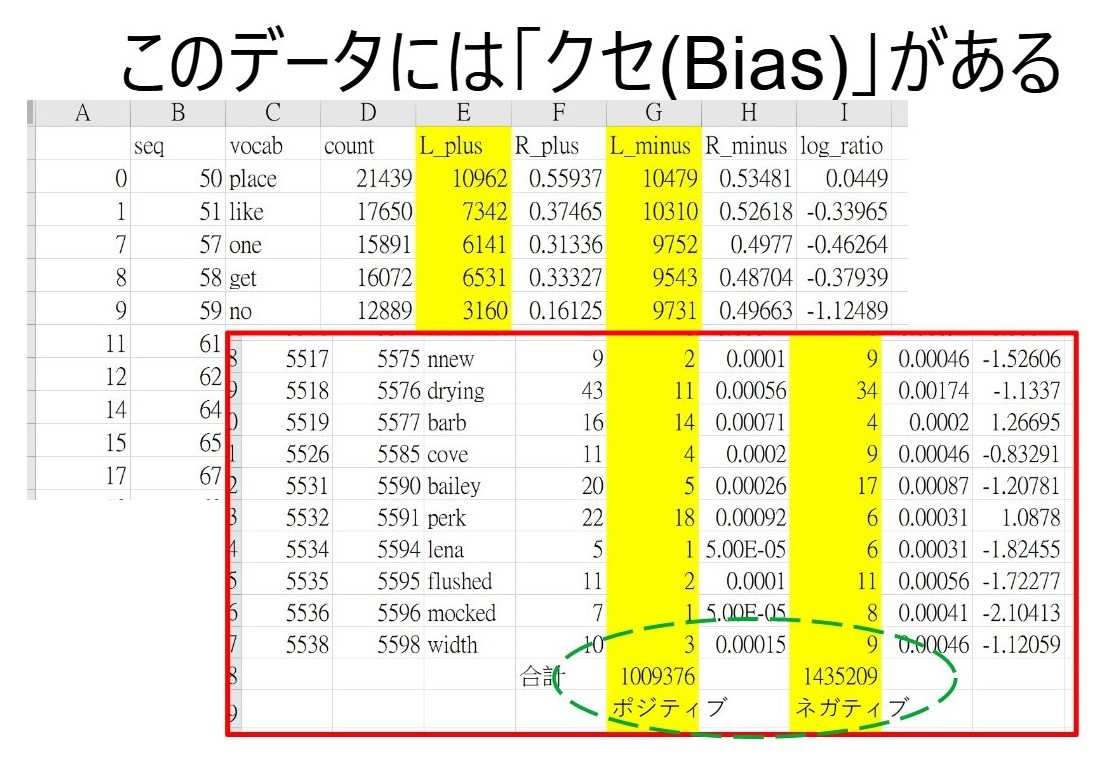 このデータには「クセ(Bias)」がある
A B C D E F G H I
seq vocab count L_plus R_plus L_minus R_minus log_ratio
0 50 place 21439 10962 0.55937 10479 0.53481 0.0449
1 51 like 17650 7342 0.37465 10310 0.52618 -0.33965
7 57 one 15891 6141 0.31336 9752 0.4977 -0.46264
8 58 get 16072 6531 0.33327 9543 0.48704 -0.37939
9 59 no 12889 3160 0.16125 9731 0.49663 -1.12489
11 61
12 62
14 64
15 65
17 67
8 5517 5575 nnew 9 2 0.0001 9 0.00046 -1.52606
9 5518 5576 drying 43 11 0.00056 34 0.00174 -1.1337
0 5519 5577 barb 16 14 0.00071 4 0.0002 1.26695
1 5526 5585 cove 11 4 0.0002 9 0.00046 -0.83291
2 5531 5590 bailey 20 5 0.00026 17 0.00087 -1.20781
3 5532 5591 perk 22 18 0.00092 6 0.00031 1.0878
4 5534 5594 lena 5 1 5.00E-05 6 0.00031 -1.82455
5 5535 5595 flushed 11 2 0.0001 11 0.00056 -1.72277
6 5536 5596 mocked 7 1 5.00E-05 8 0.00041 -2.10413
7 5538 5598 width 10 3 0.00015 9 0.00046 -1.12059
8 合計 1009376 1435209
9 ポジティブ ネガティブ